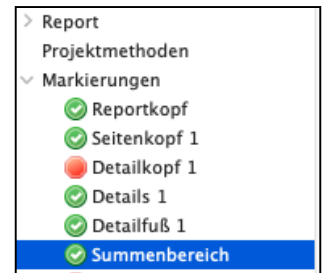 Report
Projektmethoden
Markierungen
Reportkopf
Seitenkopf 1
Detailkopf 1
Details 1
Detailfuß 1
Summenbereich